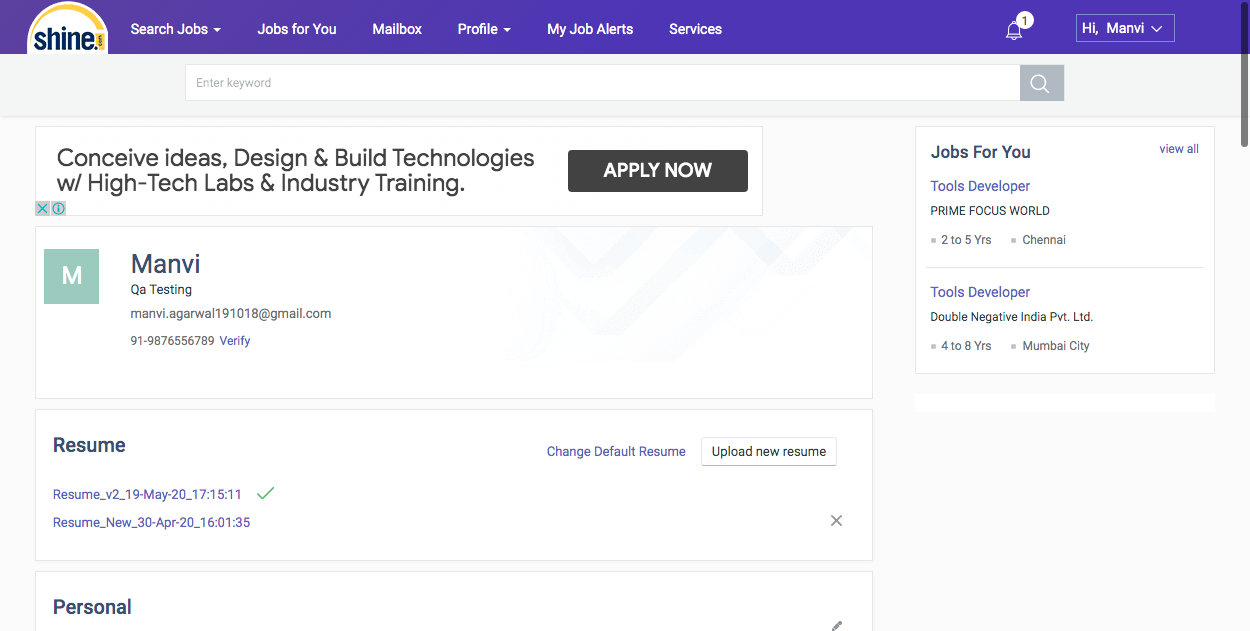 shine.com
Search Jobs
Jobs for You
Mailbox
Profile
My Job Alerts
Services
1
Hi, Manvi
Enter keyword
Conceive ideas, Design & Build Technologies
w/ High-Tech Labs & Industry Training.
APPLY NOW
M
Manvi
Qa Testing
manvi.agarwal191018@gmail.com
91-9876556789 Verify
Resume
Change Default Resume
Upload new resume
Resume_v2_19-May-20_17:15:11
Resume_New_30-Apr-20_16:01:35
Personal
Jobs For You
view all
Tools Developer
PRIME FOCUS WORLD
2 to 5 Yrs
Chennai
Tools Developer
Double Negative India Pvt. Ltd.
4 to 8 Yrs
Mumbai City